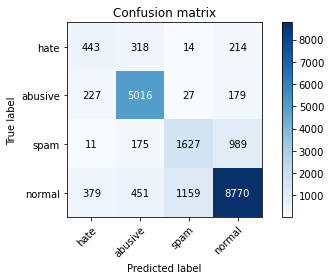 Confusion matrix
hate 443 318 14 214
abusive 227 5016 27 179
spam 11 175 1627 989
normal 379 451 1159 8770
hate abusive spam normal
True label
Predicted label
8000
7000
6000
5000
4000
3000
2000
1000